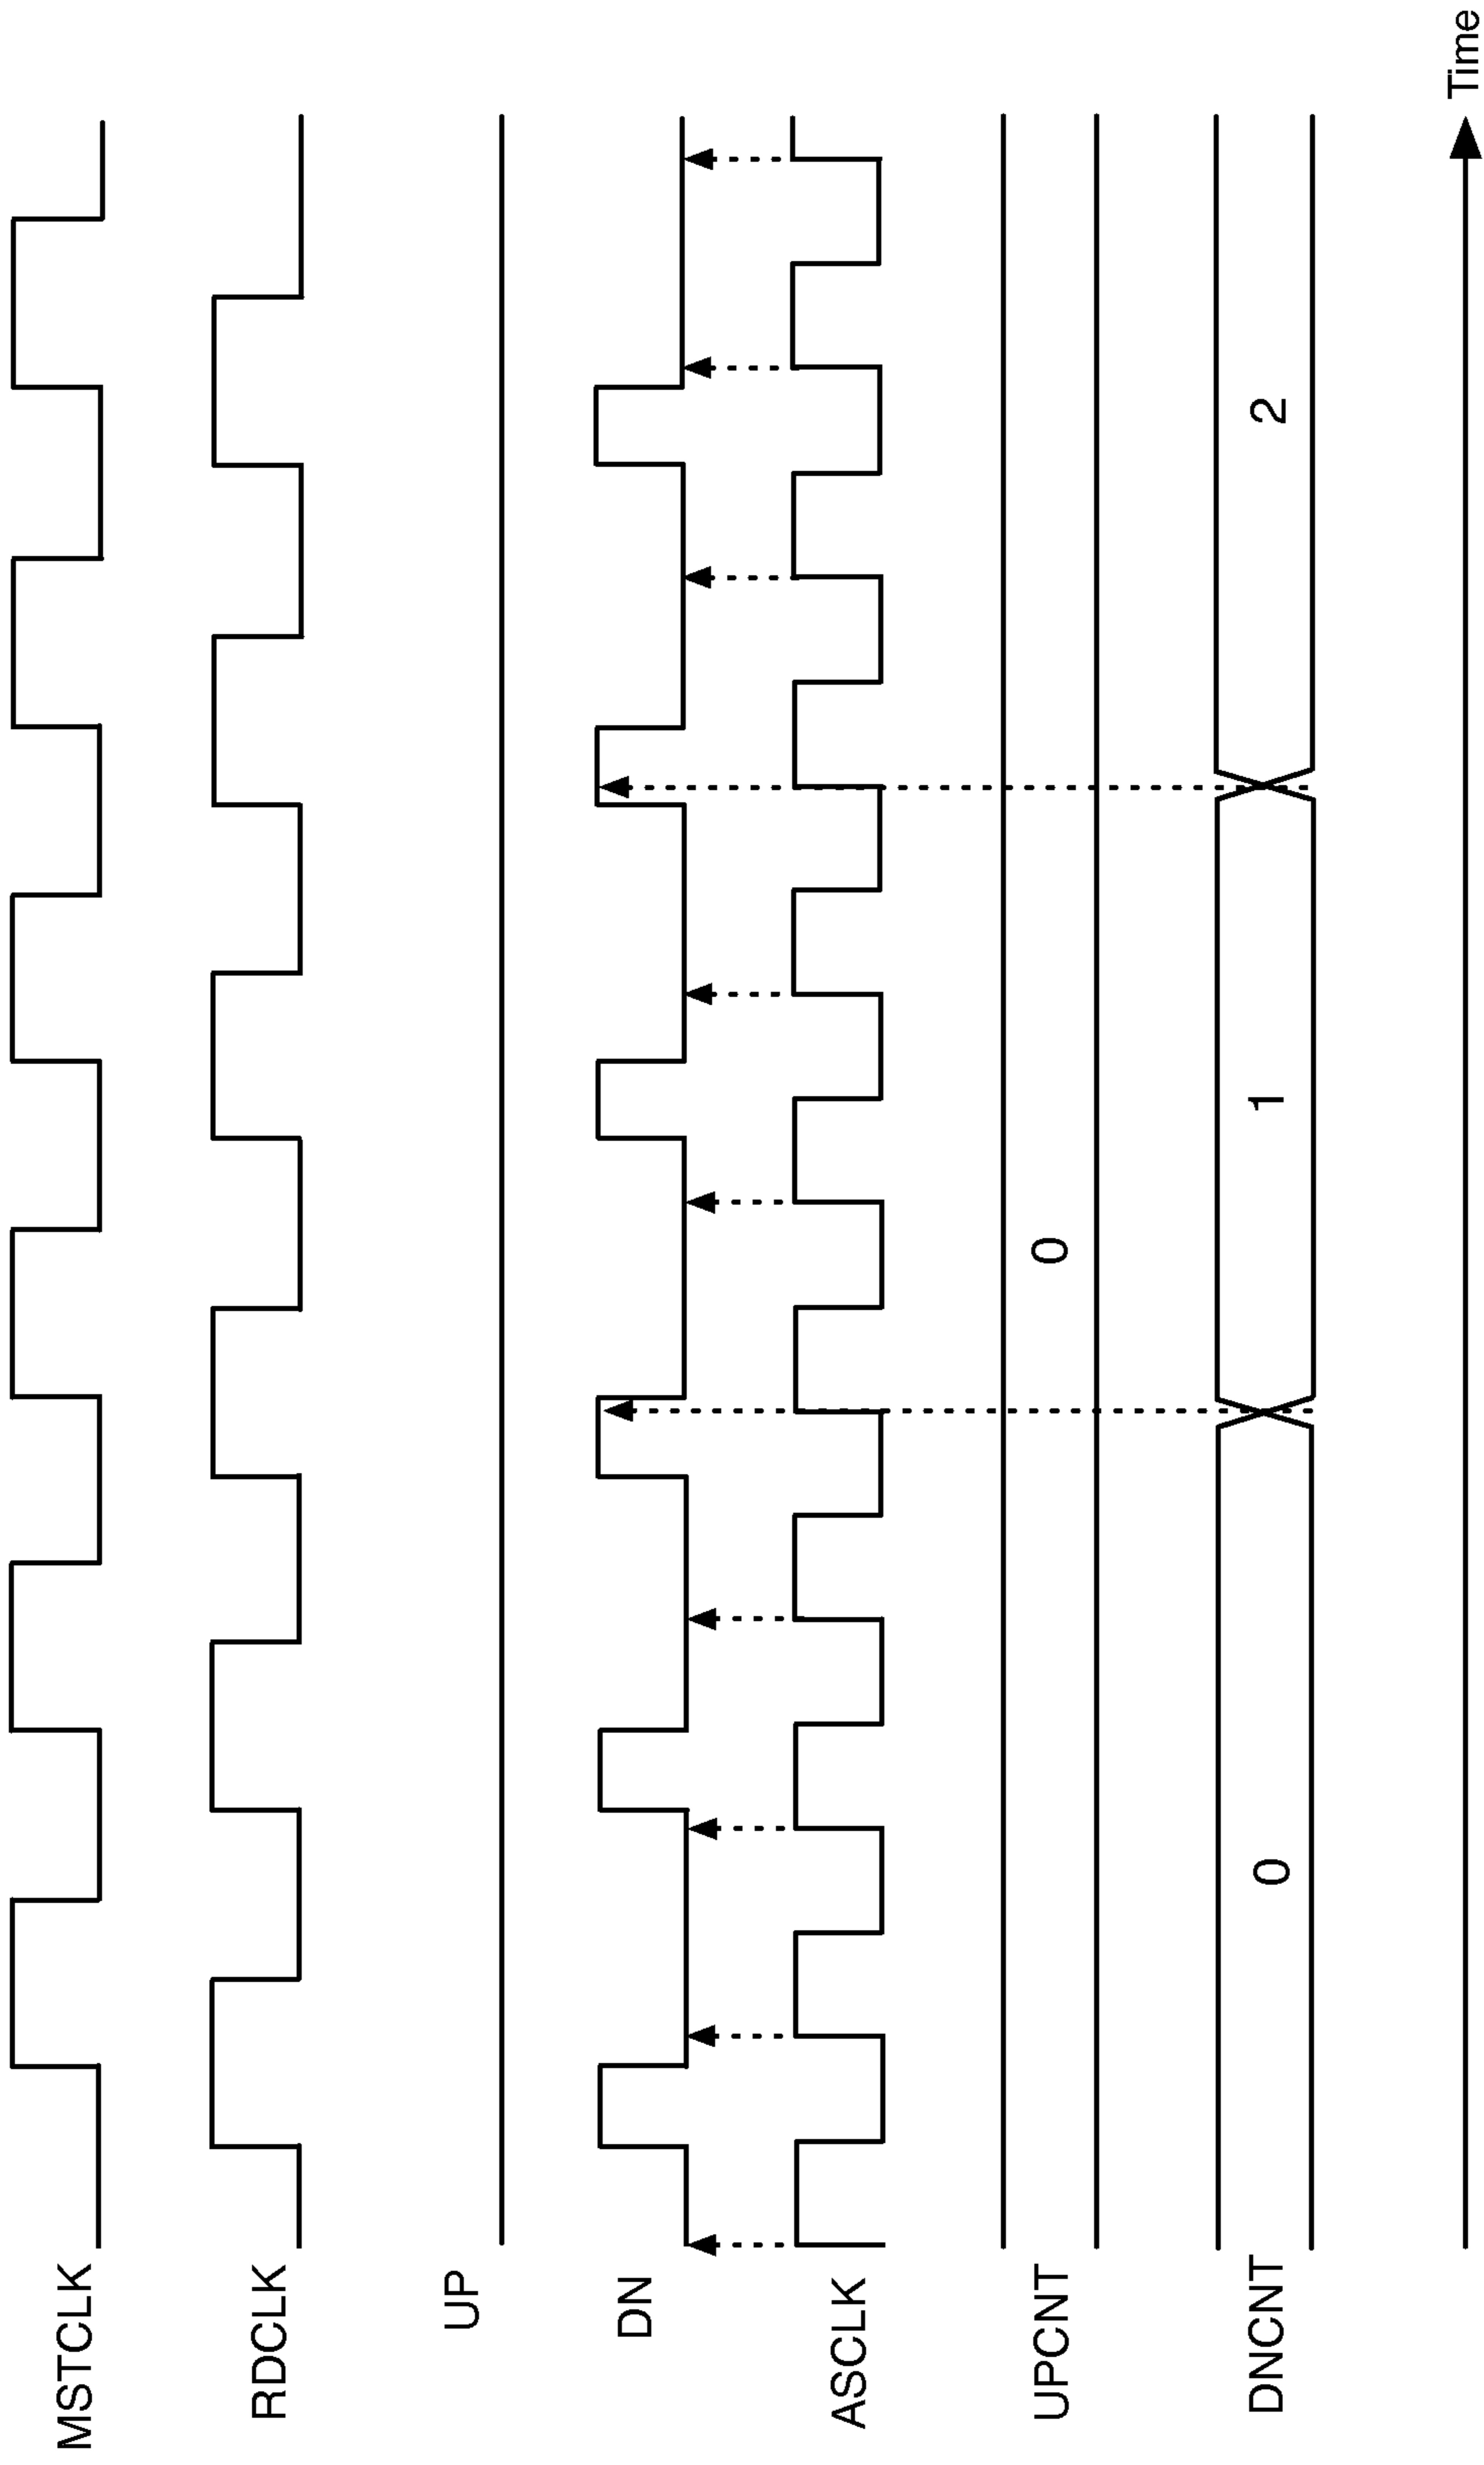 MSTCLK
RDCLK
UP
DN
ASCLK
UPCNT
0
DNCNT
0 1 2
Time